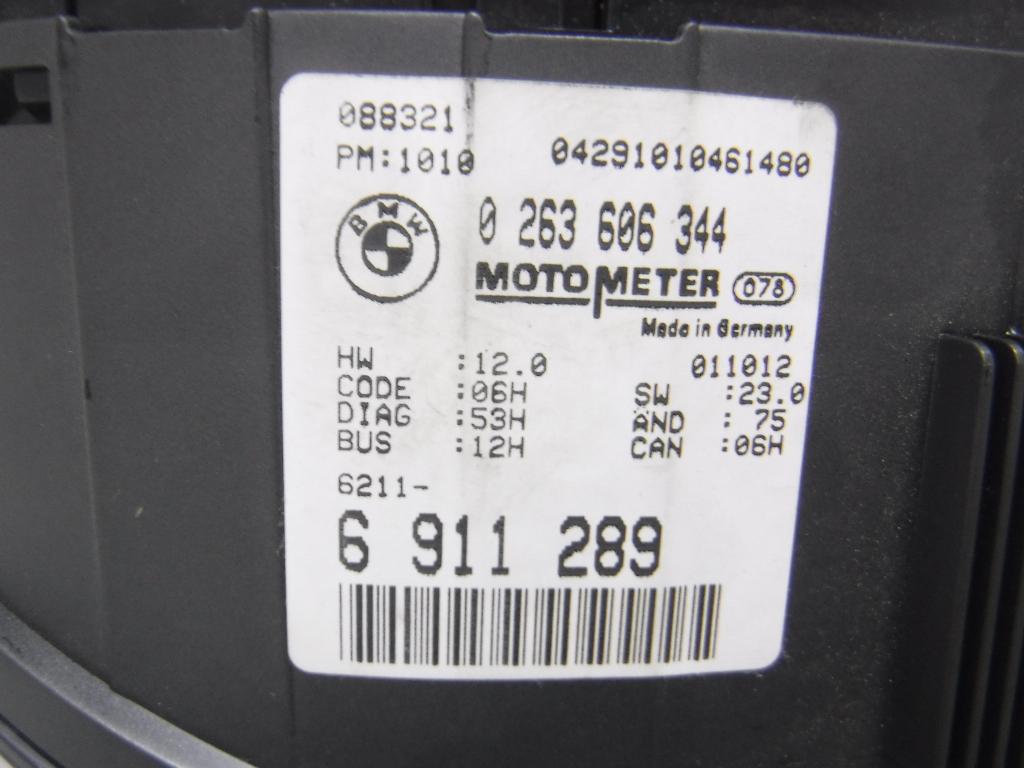 088321
PM:1010 04291010461480
BMW 0 263 606 344
MOTOMETER 078
Made in Germany
HW :12.0 011012
CODE :06H SW :23.0
DIAG :53H AND : 75
BUS :12H CAN :06H
6211-
6 911 289